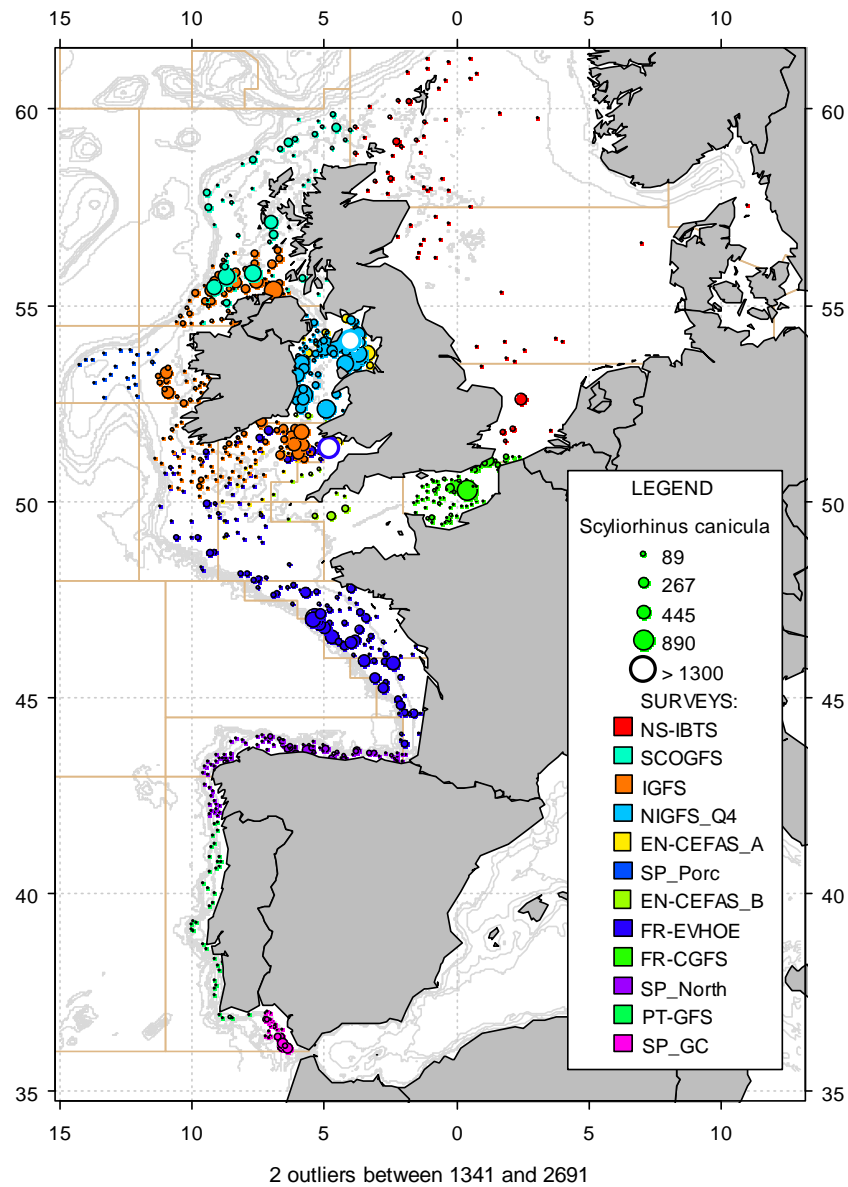 15 10 5 0 5 10
60 60
55 55
50 50
45 45
40 40
35 35
LEGEND
Scyliorhinus canicula
89
267
445
890
> 1300
SURVEYS:
NS-IBTS
SCOGFS
IGFS
NIGFS_Q4
EN-CEFAS_A
SP_Porc
EN-CEFAS_B
FR-EVHOE
FR-CGFS
SP_North
PT-GFS
SP_GC
15 10 5 0 5 10
2 outliers between 1341 and 2691